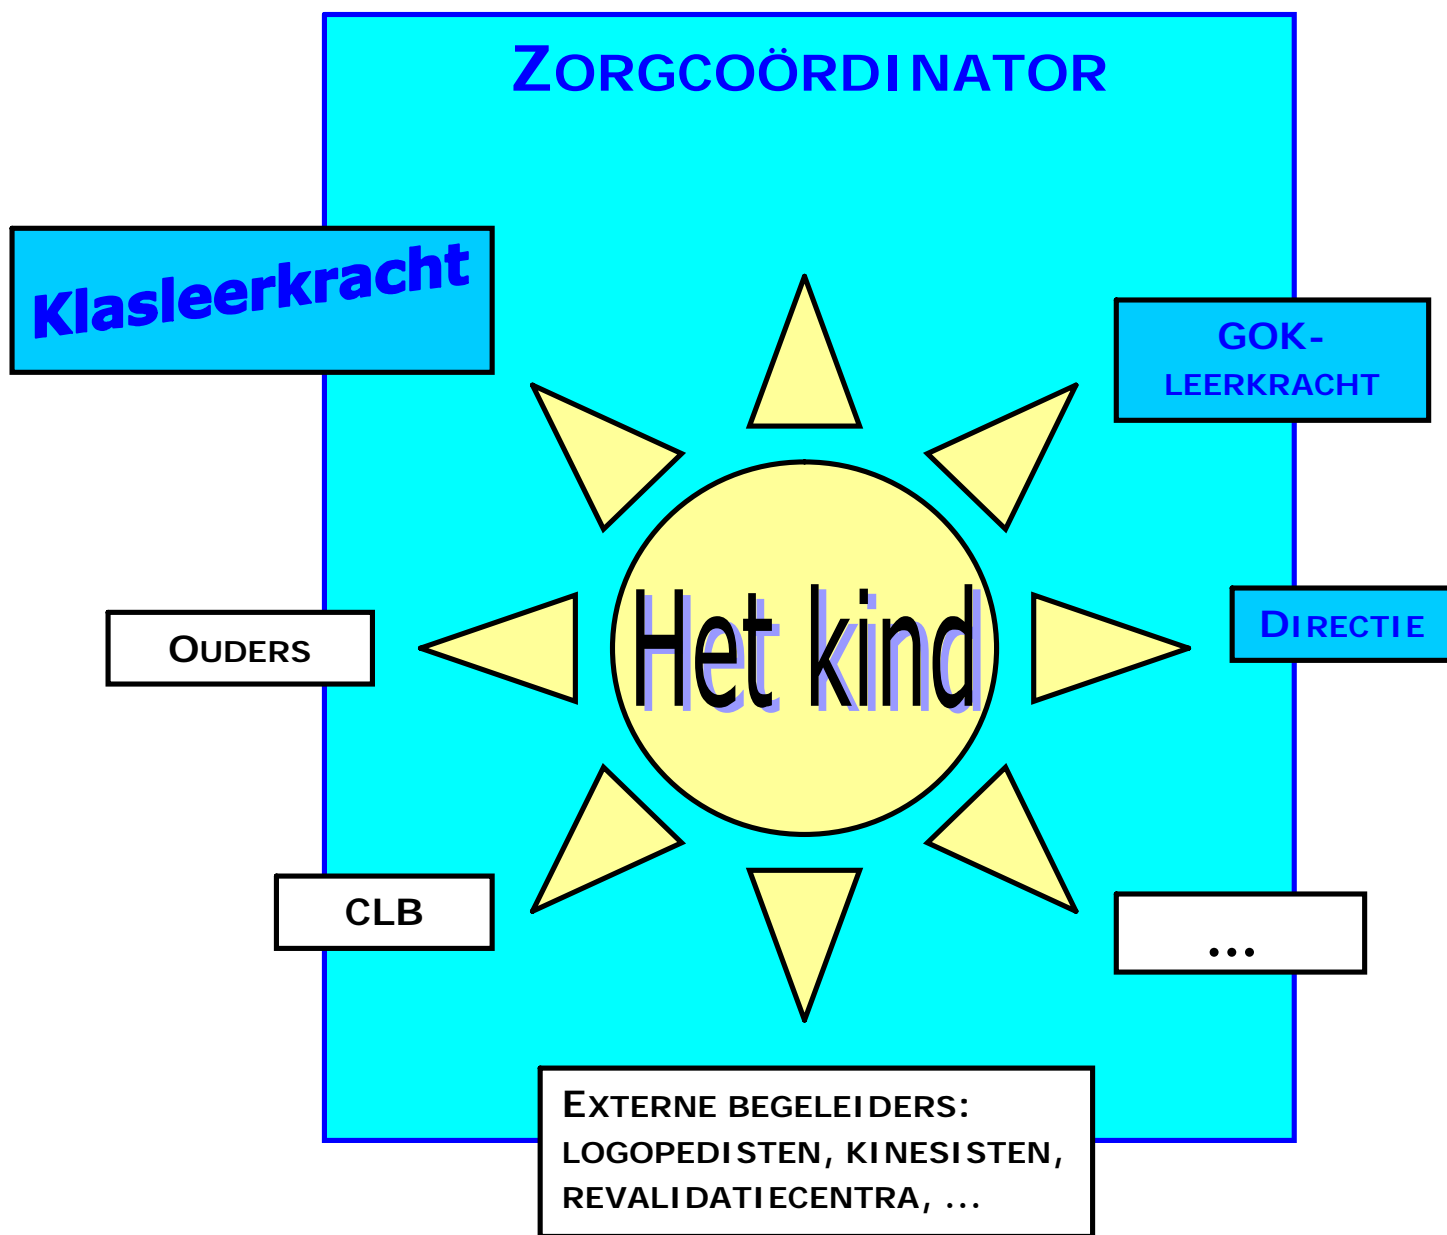 ZORGCOÖRDINATOR
Klasleerkracht
GOK-
LEERKRACHT
Het kind
OUDERS
DIRECTIE
CLB
...
EXTERNE BEGELEIDERS:
LOGOPEDISTEN, KINESISTEN,
REVALIDATIECENTRA, ...